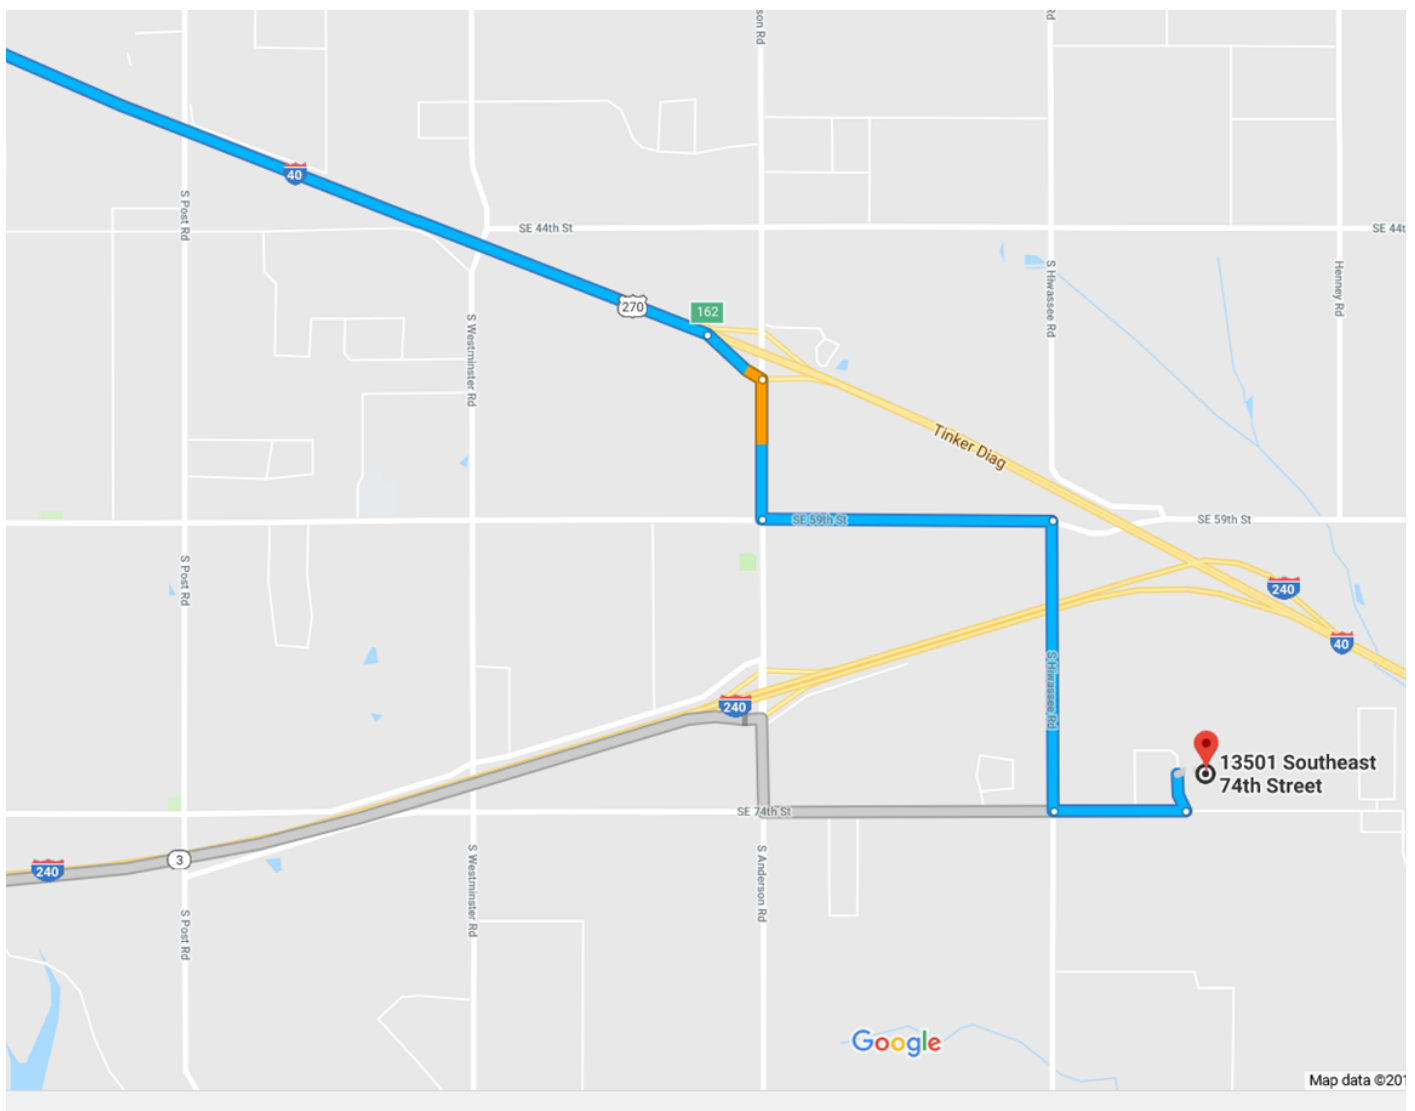 son Rd
Rd
40
S Post Rd
SE 44th St
SE 44t
S Hiwassee Rd
Henney Rd
270
162
S Westminster Rd
Tinker Diag
SE 59th St
SE 59th St
S Post Rd
240
40
S Hiwassee Rd
240
13501 Southeast
74th Street
SE 74th St
3
240
S Westminster Rd
S Anderson Rd
S Post Rd
Google
Map data ©201